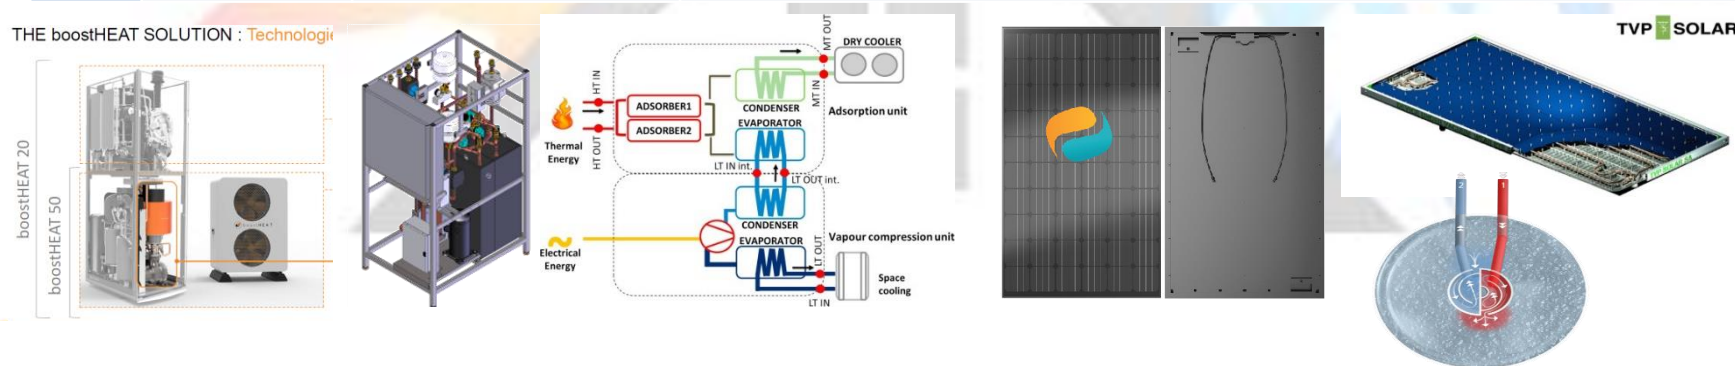 THE boostHEAT SOLUTION : Technologi
boostHEAT 20
boostHEAT 50
HT IN
HT OUT
Thermal
Energy
ADSORBER1
ADSORBER2
CONDENSER
EVAPORATOR
MT OUT
MT IN
DRY COOLER
Adsorption unit
LT IN int.
LT OUT int.
CONDENSER
EVAPORATOR
Electrical
Energy
Vapour compression unit
LT OUT
LT IN
Space
cooling
TVP SOLAR
2
1